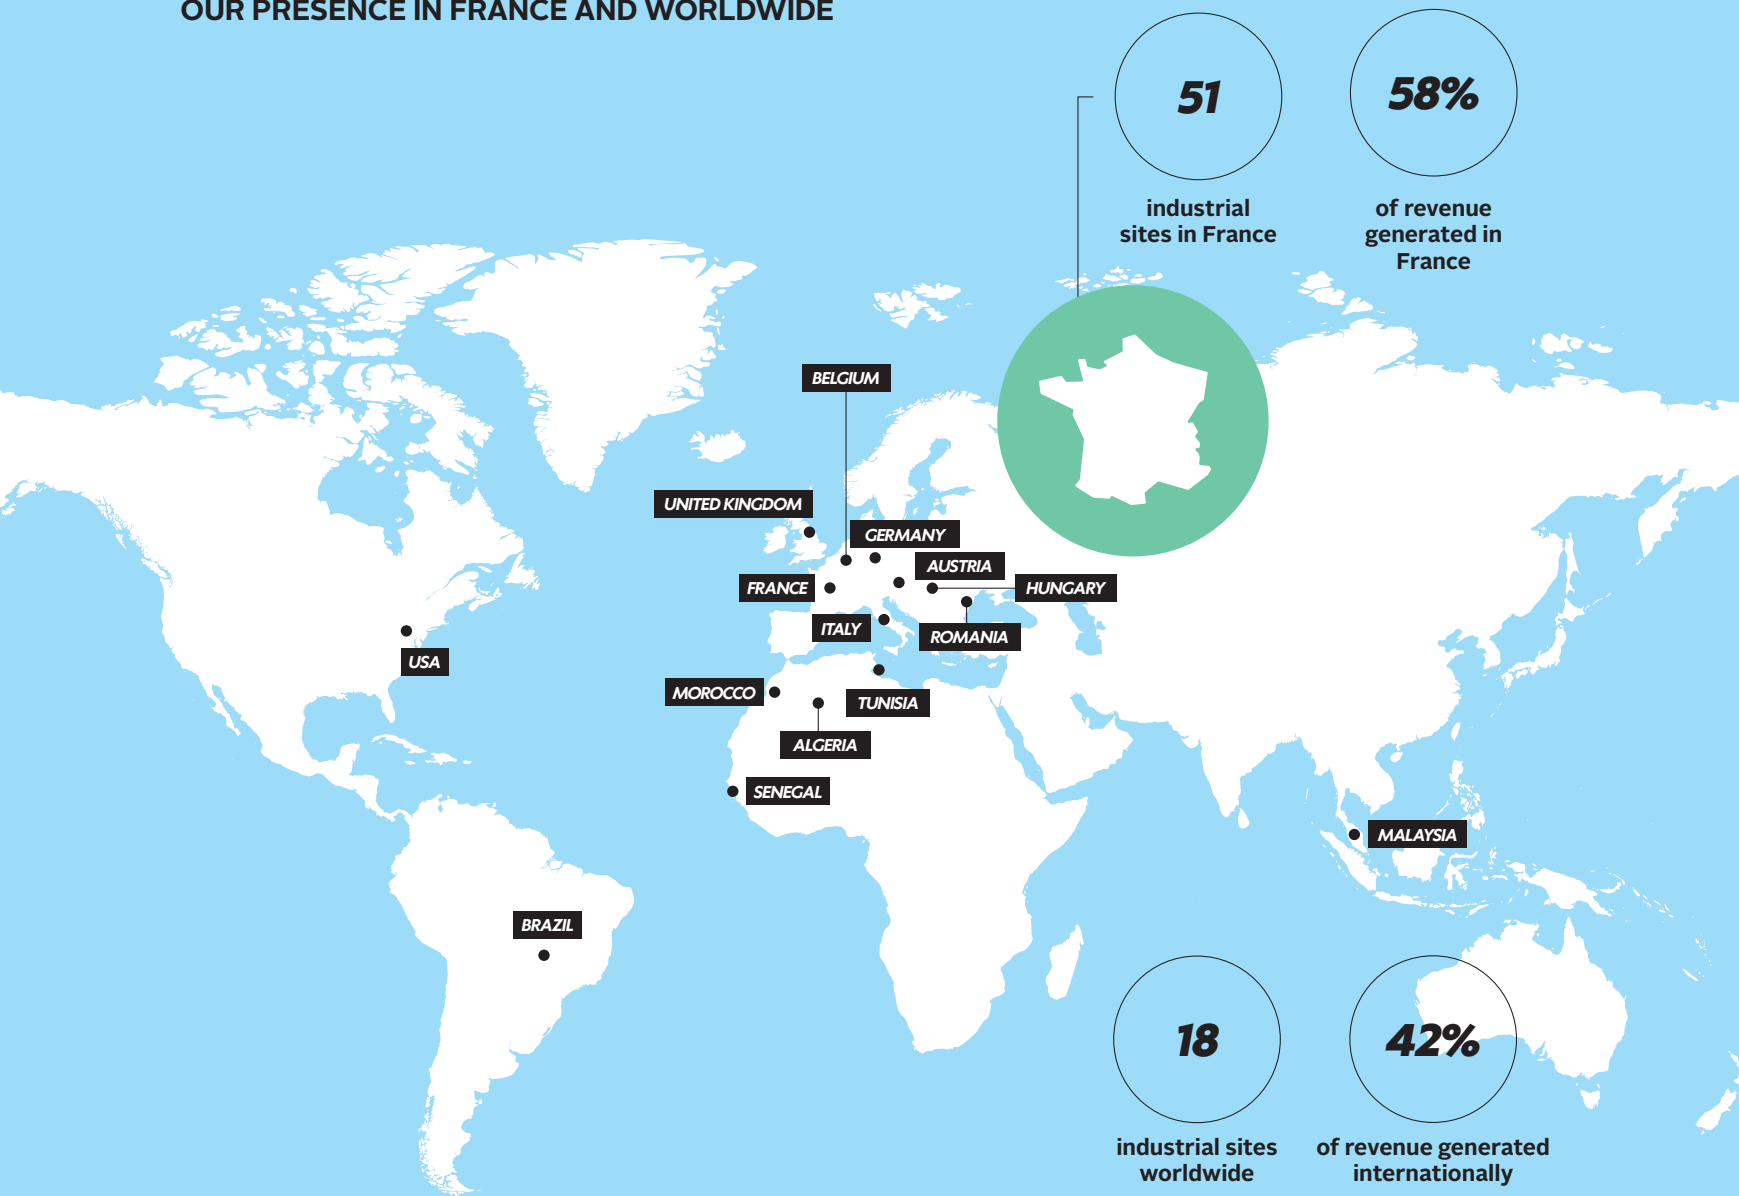 OUR PRESENCE IN FRANCE AND WORLDWIDE
51
industrial
sites in France
58%
of revenue
generated in
France
BELGIUM
UNITED KINGDOM
GERMANY
AUSTRIA
FRANCE
HUNGARY
ITALY
ROMANIA
USA
MOROCCO
TUNISIA
ALGERIA
SENEGAL
MALAYSIA
BRAZIL
18
industrial sites
worldwide
42%
of revenue generated
internationally